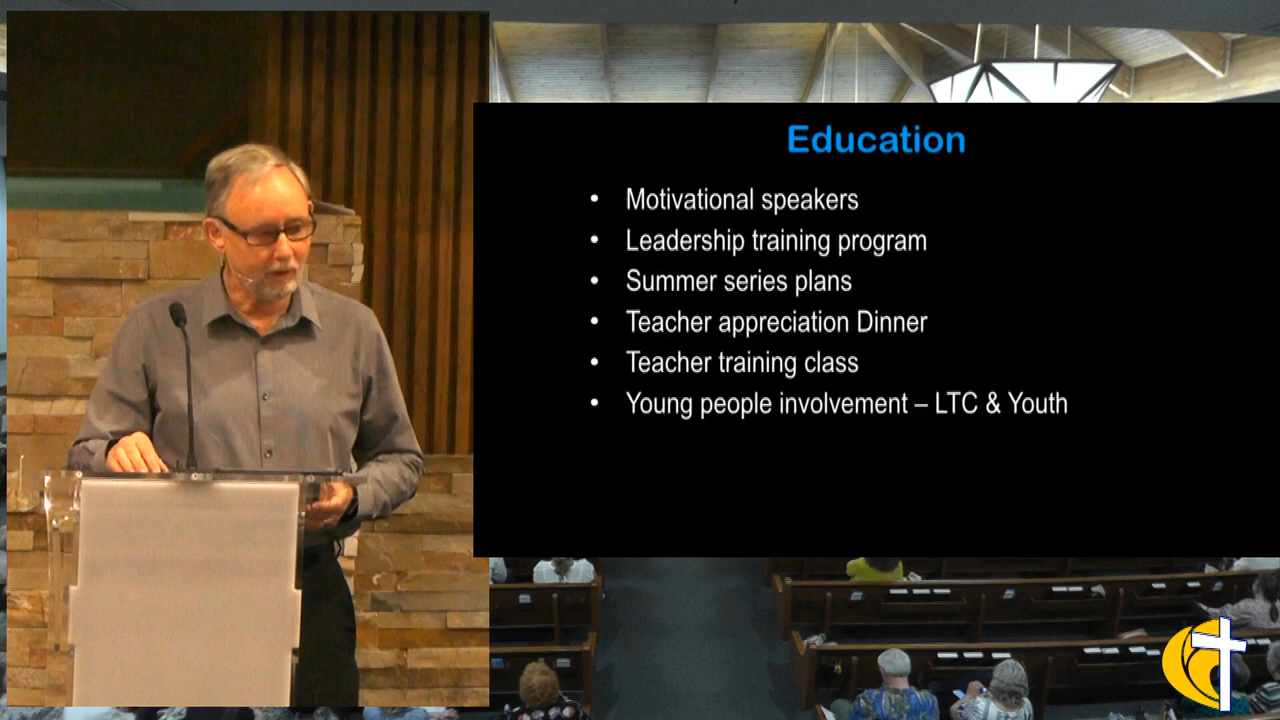 Education
• Motivational speakers
• Leadership training program
• Summer series plans
• Teacher appreciation Dinner
• Teacher training class
• Young people involvement – LTC & Youth